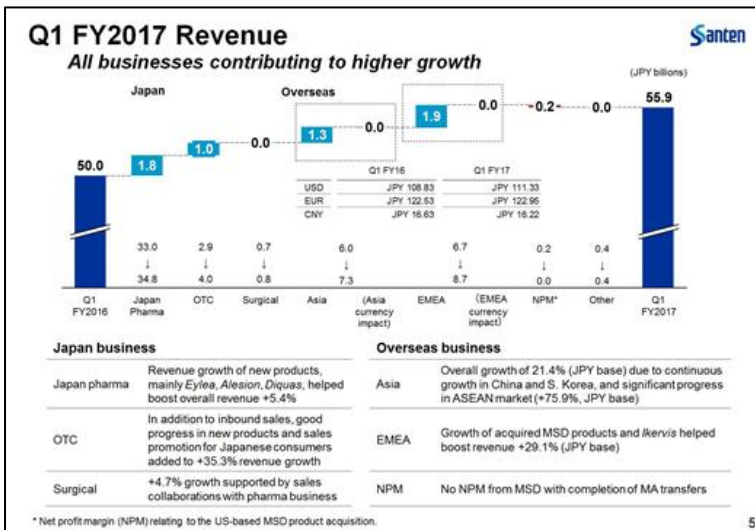 Q1 FY2017 Revenue
Santen
All businesses contributing to higher growth
(JPY billions)
Japan
Overseas
50.0
1.8
1.0
0.0
1.3
0.0
1.9
0.0
-0.2
0.0
55.9
Q1 FY16 Q1 FY17
USD JPY 108.83 JPY 111.33
EUR JPY 122.53 JPY 122.95
CNY JPY 16.63 JPY 16.22
33.0 2.9 0.7 6.0 6.7 0.2 0.4
↓ ↓ ↓ ↓ ↓ ↓ ↓
34.8 4.0 0.8 7.3 8.7 0.0 0.4
Q1 FY2016
Japan Pharma
OTC
Surgical
Asia
(Asia currency impact)
EMEA
(EMEA currency impact)
NPM*
Other
Q1 FY2017
Japan business
Japan pharma
Revenue growth of new products,
mainly Eylea, Alesion, Diquas, helped
boost overall revenue +5.4%
OTC
In addition to inbound sales, good
progress in new products and sales
promotion for Japanese consumers
added to +35.3% revenue growth
Surgical
+4.7% growth supported by sales
collaborations with pharma business
Overseas business
Asia
Overall growth of 21.4% (JPY base) due to continuous
growth in China and S. Korea, and significant progress
in ASEAN market (+75.9%, JPY base)
EMEA
Growth of acquired MSD products and Ikervis helped
boost revenue +29.1% (JPY base)
NPM
No NPM from MSD with completion of MA transfers
* Net profit margin (NPM) relating to the US-based MSD product acquisition.
5